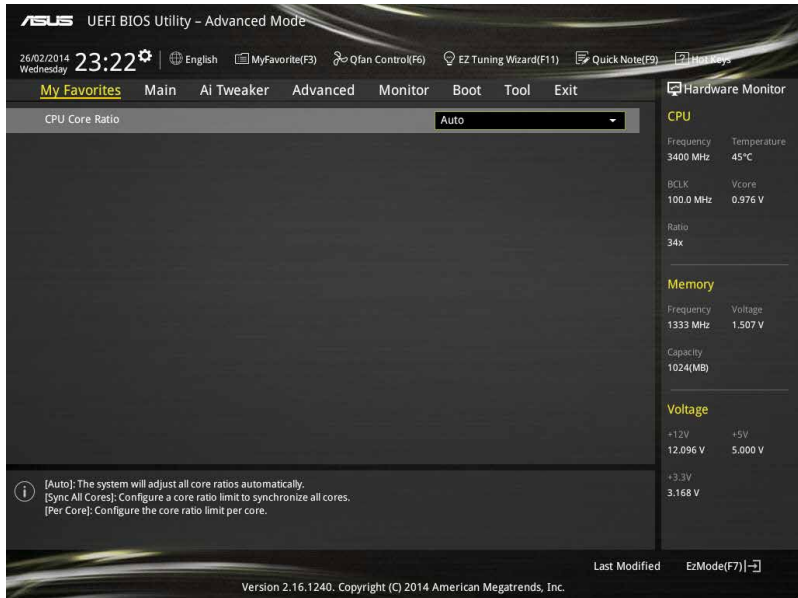 ASUS UEFI BIOS Utility – Advanced Mode
26/02/2014 Wednesday 23:22 English MyFavorite(F3) Qfan Control(F6) EZ Tuning Wizard(F11) Quick Note(F9) ? Hot Keys
My Favorites Main Ai Tweaker Advanced Monitor Boot Tool Exit
CPU Core Ratio Auto
[Auto]: The system will adjust all core ratios automatically.
[Sync All Cores]: Configure a core ratio limit to synchronize all cores.
[Per Core]: Configure the core ratio limit per core.
Hardware Monitor
CPU
Frequency Temperature
3400 MHz 45°C
BCLK Vcore
100.0 MHz 0.976 V
Ratio
34x
Memory
Frequency Voltage
1333 MHz 1.507 V
Capacity
1024(MB)
Voltage
+12V +5V
12.096 V 5.000 V
+3.3V
3.168 V
Last Modified EzMode(F7)
Version 2.16.1240. Copyright (C) 2014 American Megatrends, Inc.